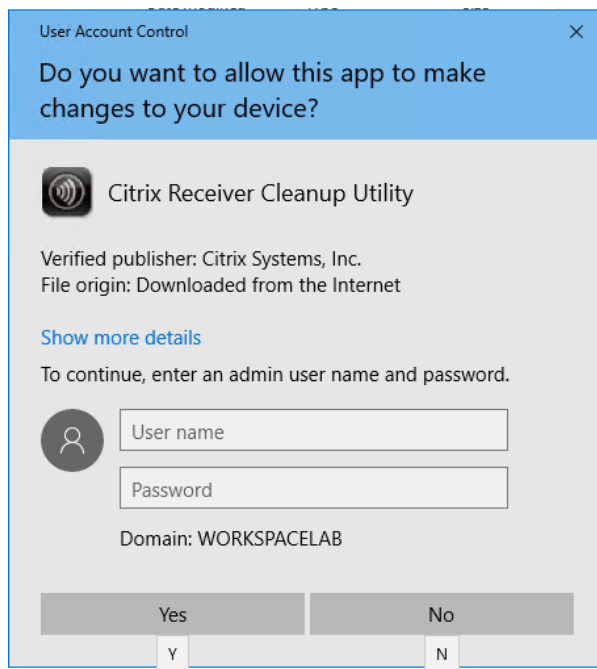 User Account Control
Do you want to allow this app to make
changes to your device?
Citrix Receiver Cleanup Utility
Verified publisher: Citrix Systems, Inc.
File origin: Downloaded from the Internet
Show more details
To continue, enter an admin user name and password.
User name
Password
Domain: WORKSPACELAB
Yes No
Y N